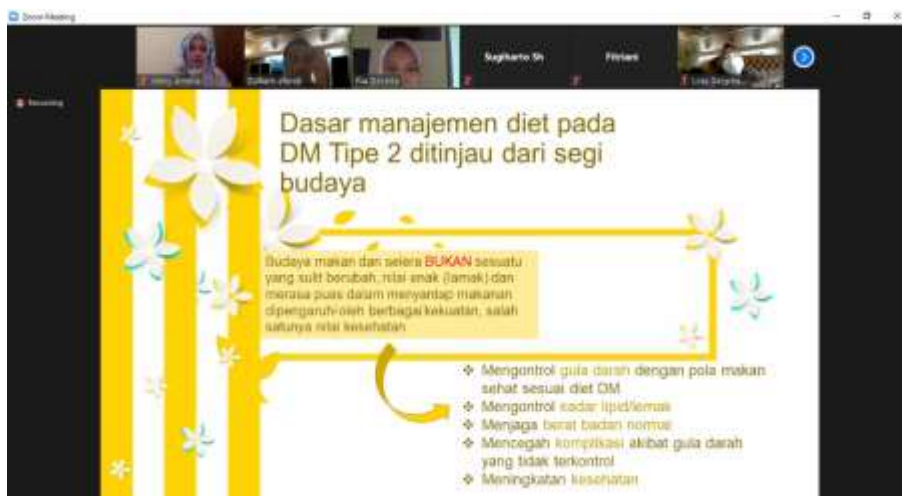 Zoom Meeting
Sugiharto Sh
Fitriani
Recording
Dasar manajemen diet pada
DM Tipe 2 ditinjau dari segi
budaya
Budaya makan dan selera BUKAN sesuatu
yang sulit berubah, nilai enak (lamak) dan
merasa puas dalam menyantap makanan
dipengaruhi oleh berbagai kekuatan, salah
satunya nilai kesehatan
❖ Mengontrol gula darah dengan pola makan
sehat sesuai diet DM
❖ Mengontrol kadar lipid/lemak
❖ Menjaga berat badan normal
❖ Mencegah komplikasi akibat gula darah
yang tidak terkontrol
❖ Meningkatan kesehatan